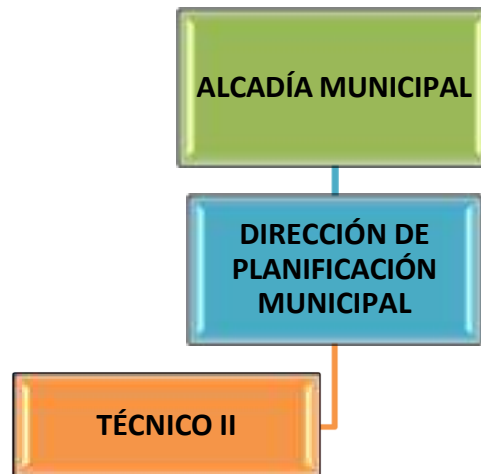 ALCADÍA MUNICIPAL
DIRECCIÓN DE
PLANIFICACIÓN
MUNICIPAL
TÉCNICO II